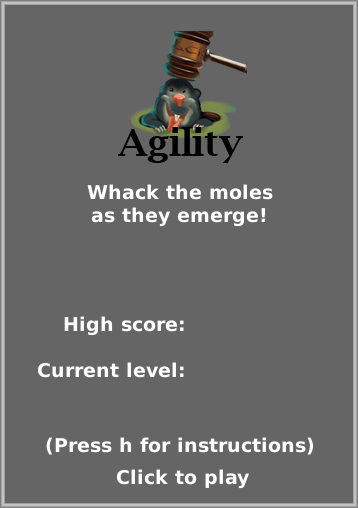 Agility
Whack the moles
as they emerge!
High score:
Current level:
(Press h for instructions)
Click to play